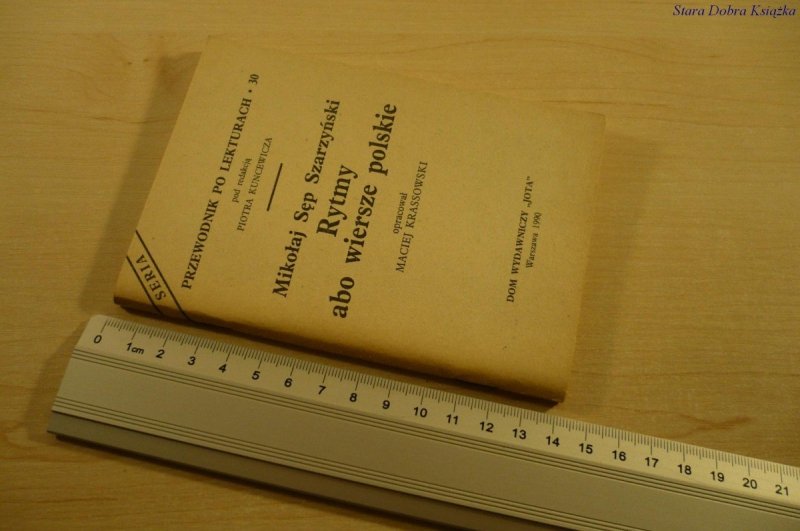 Stara Dobra Książka
SERIA
PRZEWODNIK PO LEKTURACH • 30
pod redakcją
PIOTRA KUNCEWICZA
Mikołaj Sęp Szarzyński
Rytmy
abo wiersze polskie
opracował
MACIEJ KRASSOWSKI
DOM WYDAWNICZY „JOTA”
Warszawa 1990
0 1cm 2 3 4 5 6 7 8 9 10 11 12 13 14 15 16 17 18 19 20 21